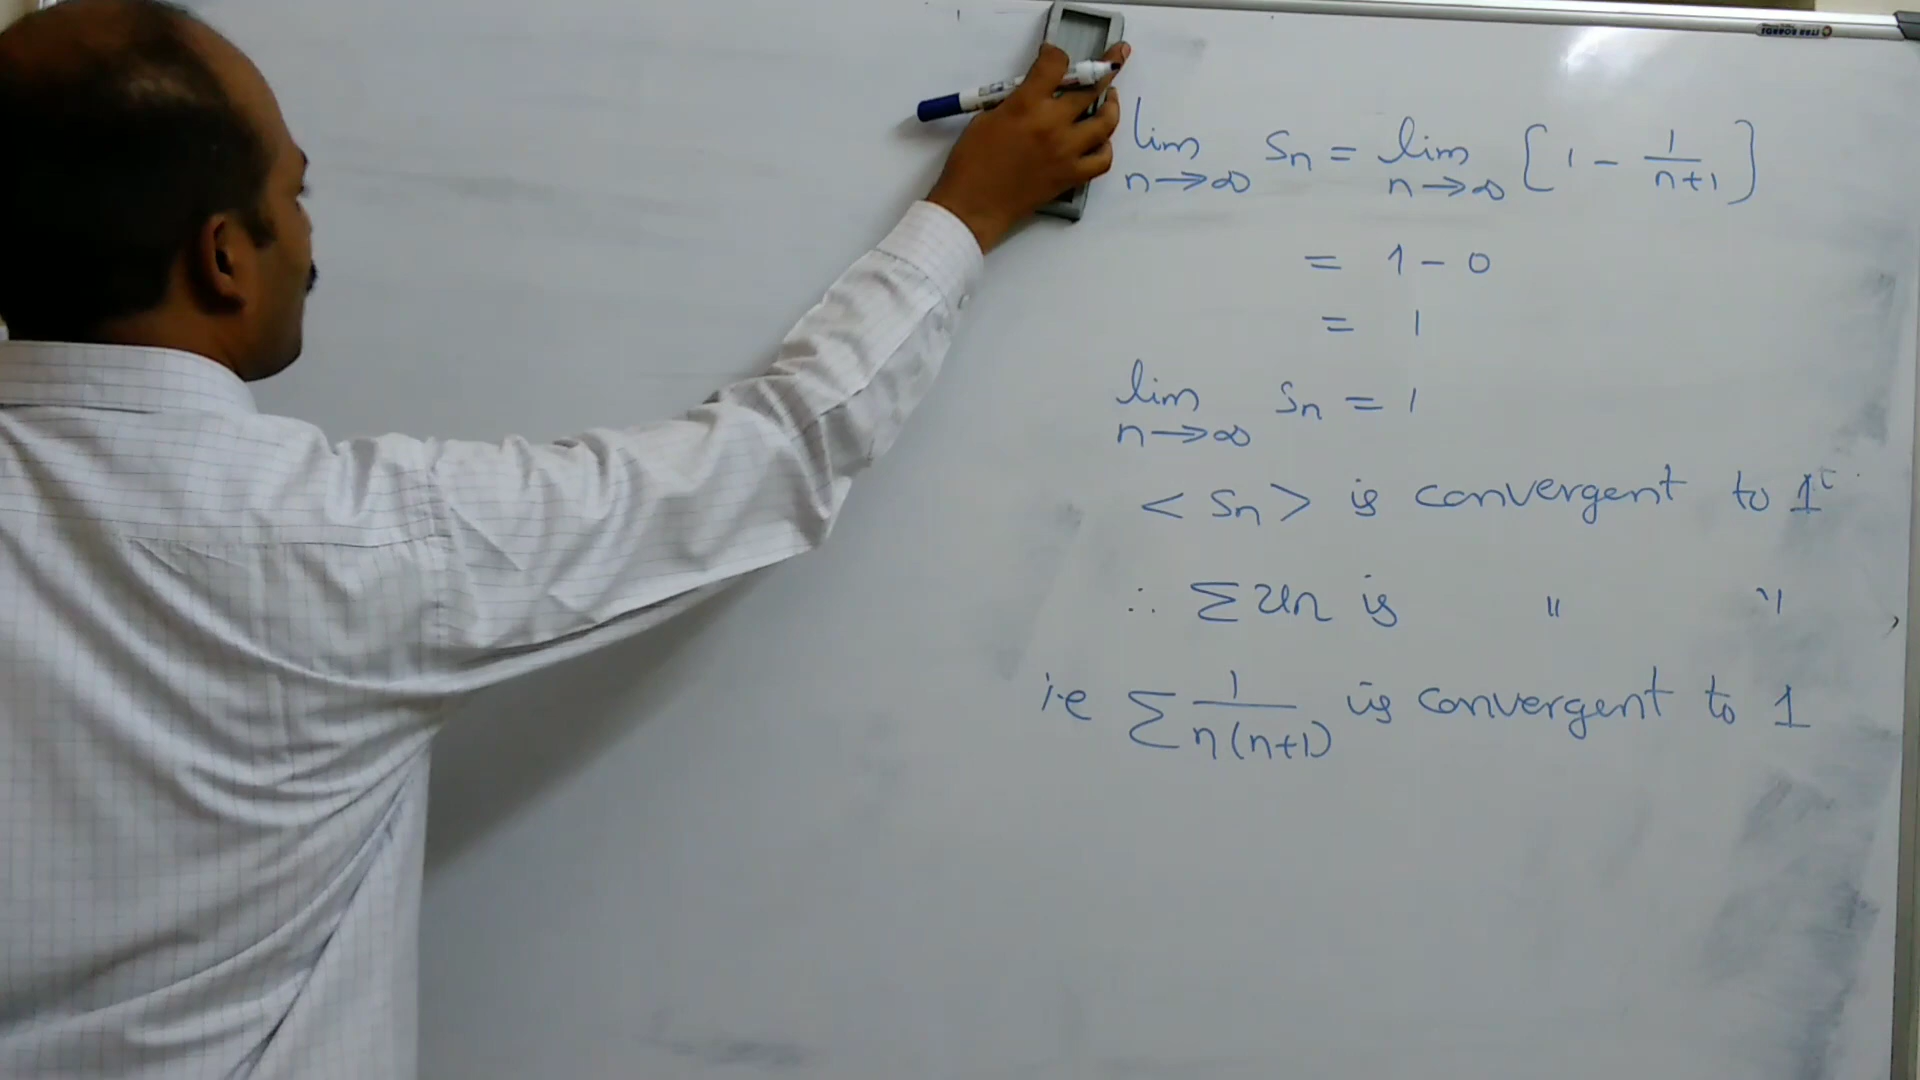 lim Sn = lim [1 - 1/(n+1)]
n→∞ n→∞
= 1 - 0
= 1
lim Sn = 1
n→∞
< Sn > is convergent to 1
∴ Σ un is " "
i.e Σ 1/(n(n+1)) is convergent to 1